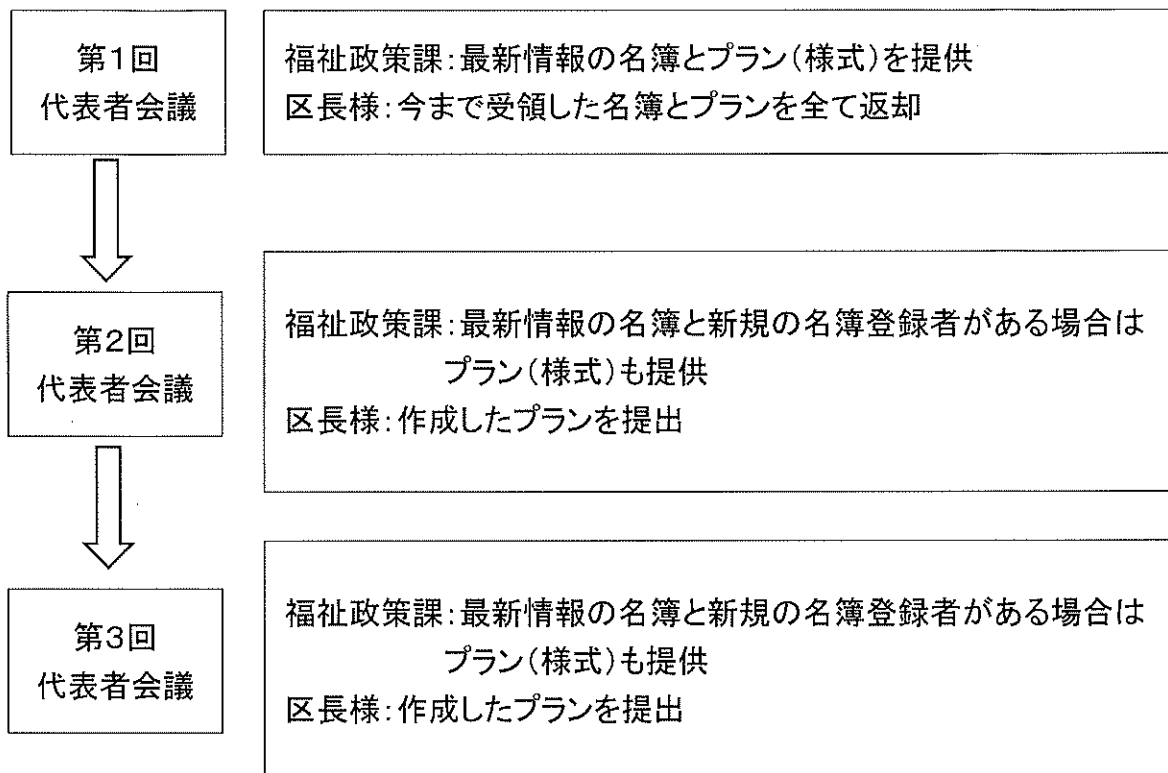 第1回
代表者会議
福祉政策課:最新情報の名簿とプラン(様式)を提供
区長様:今まで受領した名簿とプランを全て返却
第2回
代表者会議
福祉政策課:最新情報の名簿と新規の名簿登録者がある場合は
プラン(様式)も提供
区長様:作成したプランを提出
第3回
代表者会議
福祉政策課:最新情報の名簿と新規の名簿登録者がある場合は
プラン(様式)も提供
区長様:作成したプランを提出